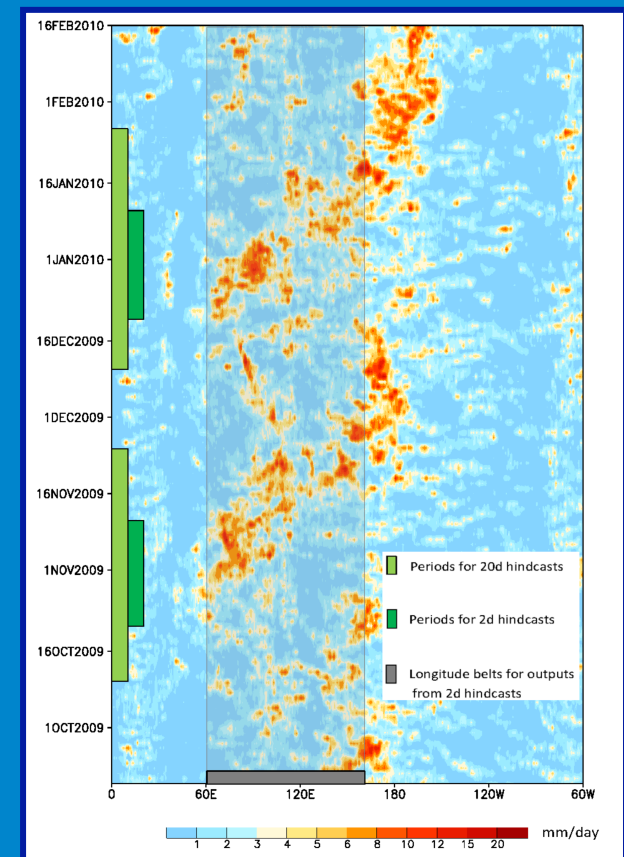 16FEB2010
1FEB2010
16JAN2010
1JAN2010
16DEC2009
1DEC2009
16NOV2009
1NOV2009
16OCT2009
1OCT2009
Periods for 20d hindcasts
Periods for 2d hindcasts
Longitude belts for outputs
from 2d hindcasts
0 60E 120E 180 120W 60W
1 2 3 4 5 6 8 10 12 15 20 mm/day